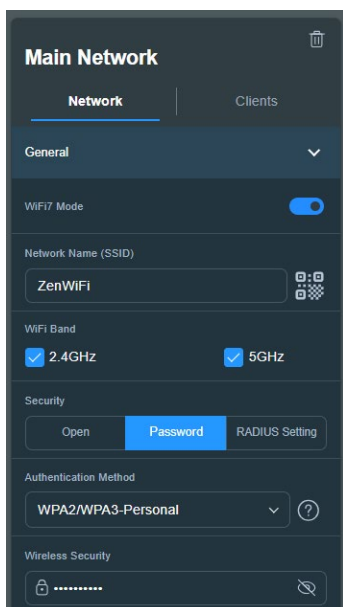 Main Network
Network Clients
General
WiFi7 Mode
Network Name (SSID)
ZenWiFi
WiFi Band
2.4GHz 5GHz
Security
Open Password RADIUS Setting
Authentication Method
WPA2/WPA3-Personal
Wireless Security
••••••••••